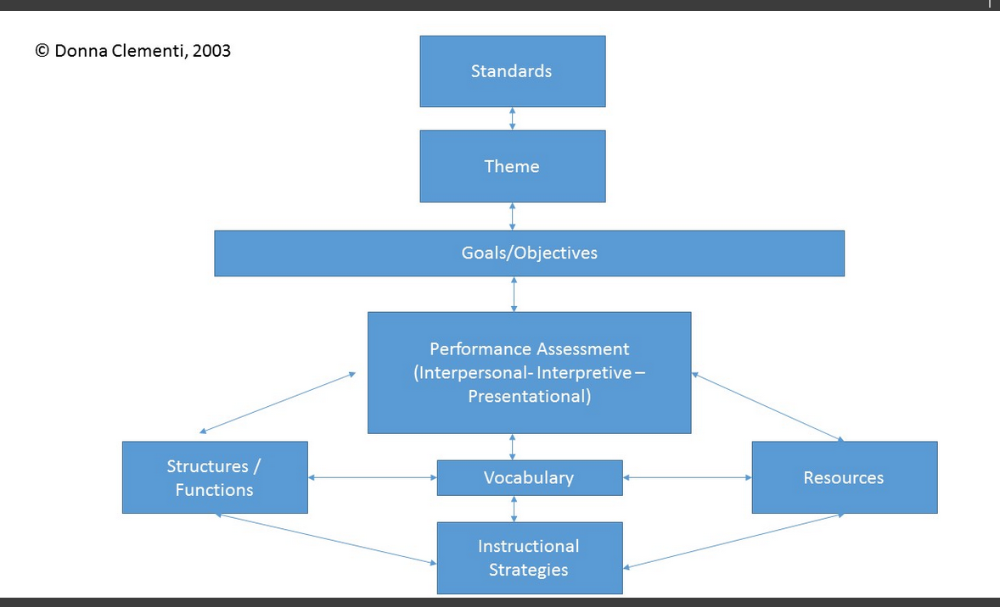 © Donna Clementi, 2003
Standards
Theme
Goals/Objectives
Performance Assessment
(Interpersonal- Interpretive –
Presentational)
Structures /
Functions
Vocabulary
Resources
Instructional
Strategies